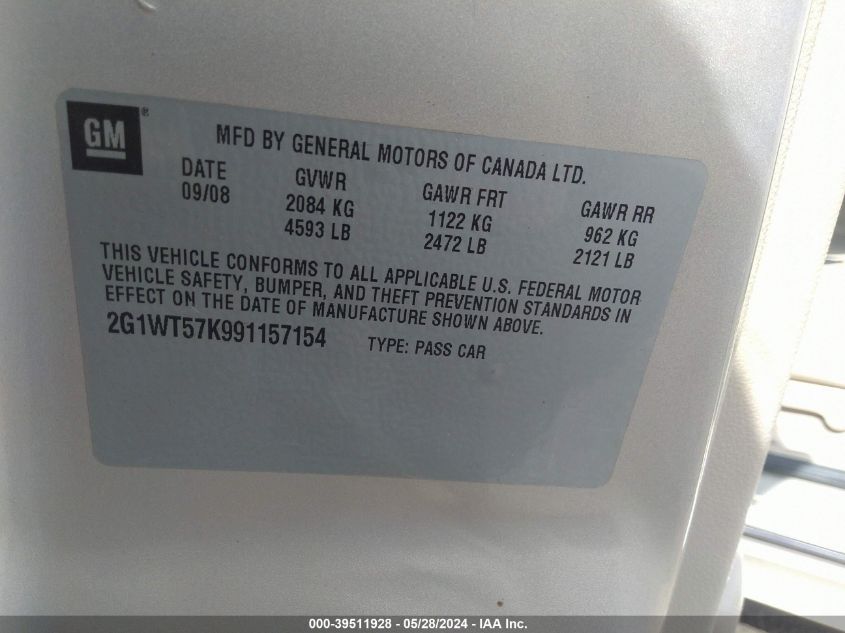 GM®
MFD BY GENERAL MOTORS OF CANADA LTD.
DATE GVWR GAWR FRT GAWR RR
09/08 2084 KG 1122 KG 962 KG
4593 LB 2472 LB 2121 LB
THIS VEHICLE CONFORMS TO ALL APPLICABLE U.S. FEDERAL MOTOR
VEHICLE SAFETY, BUMPER, AND THEFT PREVENTION STANDARDS IN
EFFECT ON THE DATE OF MANUFACTURE SHOWN ABOVE.
2G1WT57K991157154 TYPE: PASS CAR
000-39511928 - 05/28/2024 - IAA Inc.